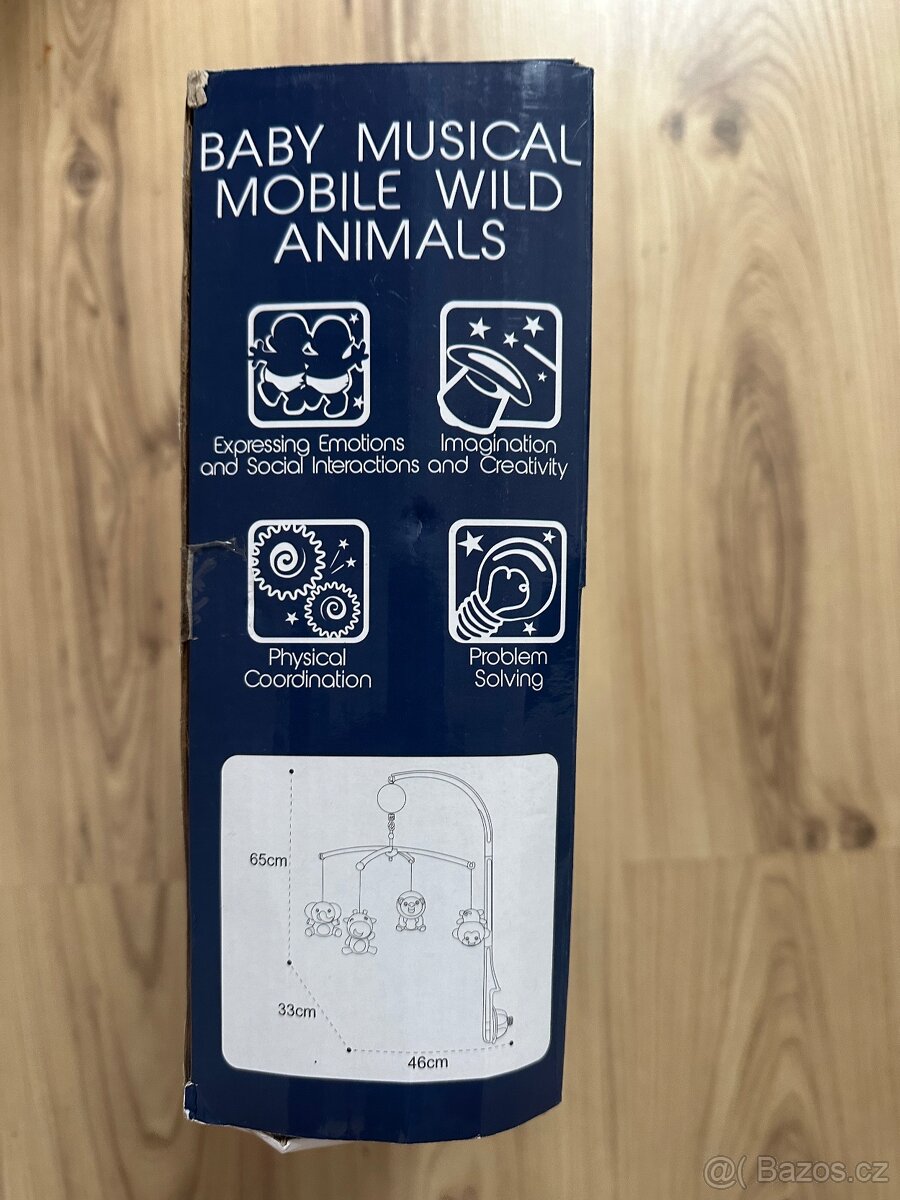 BABY MUSICAL
MOBILE WILD
ANIMALS
Expressing Emotions
and Social Interactions
Imagination
and Creativity
Physical
Coordination
Problem
Solving
65cm
33cm
46cm
@( Bazos.cz